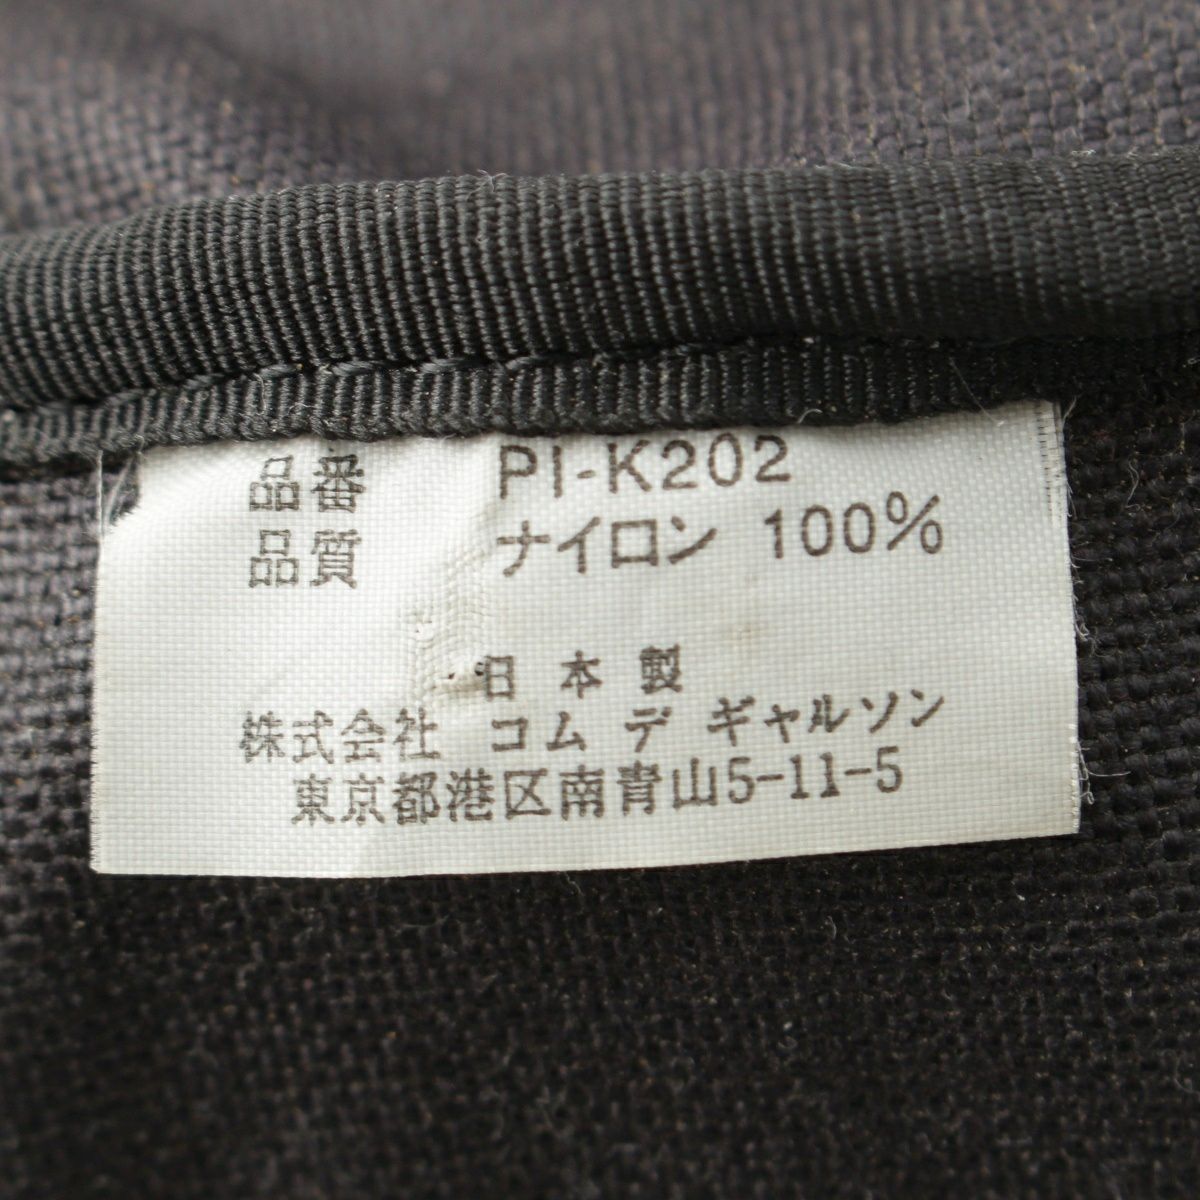 品番 PI-K202
品質 ナイロン 100%
日本製
株式会社 コム デ ギャルソン
東京都港区南青山5-11-5